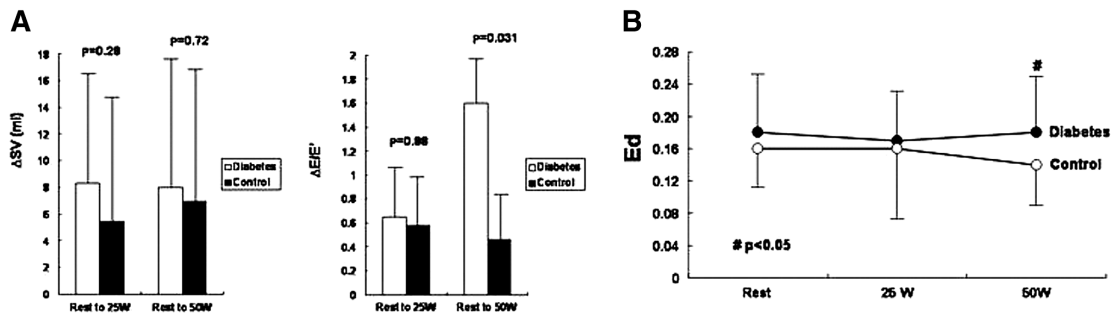 A
P=0.28
P=0.72
ΔSV (ml)
18
16
14
12
10
8
6
4
2
0
Rest to 25W
Rest to 50W
Diabetes
Control
P=0.031
P=0.88
ΔE/E'
2
1.8
1.6
1.4
1.2
1
0.8
0.6
0.4
0.2
0
Rest to 25W
Rest to 50W
Diabetes
Control
B
Ed
0.28
0.24
0.20
0.16
0.12
0.08
0.04
0
#
Diabetes
Control
# p<0.05
Rest
25 W
50W